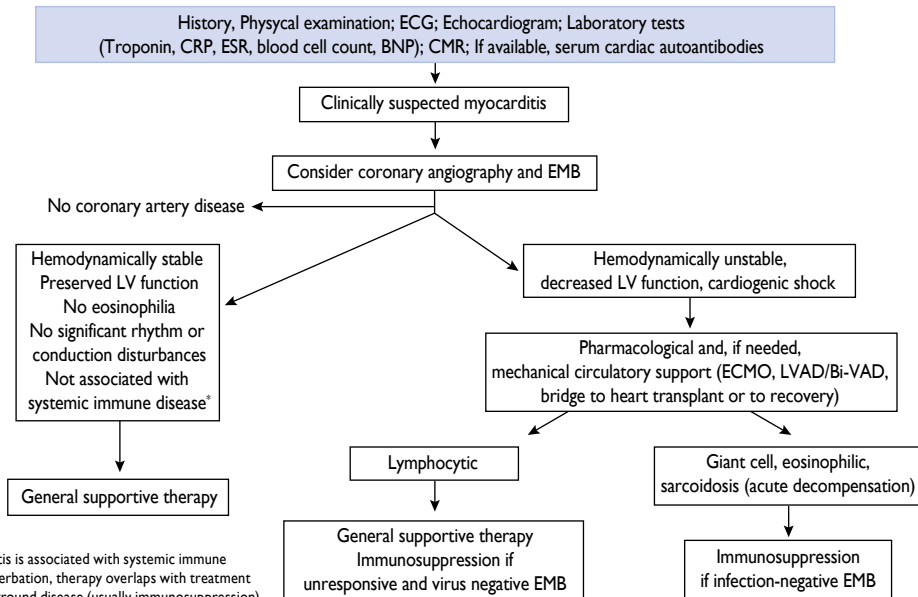 History, Physycal examination; ECG; Echocardiogram; Laboratory tests
(Troponin, CRP, ESR, blood cell count, BNP); CMR; If available, serum cardiac autoantibodies
Clinically suspected myocarditis
Consider coronary angiography and EMB
No coronary artery disease
Hemodynamically stable
Preserved LV function
No eosinophilia
No significant rhythm or
conduction disturbances
Not associated with
systemic immune disease*
General supportive therapy
Hemodynamically unstable,
decreased LV function, cardiogenic shock
Pharmacological and, if needed,
mechanical circulatory support (ECMO, LVAD/Bi-VAD,
bridge to heart transplant or to recovery)
Lymphocytic
General supportive therapy
Immunosuppression if
unresponsive and virus negative EMB
Giant cell, eosinophilic,
sarcoidosis (acute decompensation)
Immunosuppression
if infection-negative EMB
is associated with systemic immune
therapy overlaps with treatment
disease (usually immunosuppression)